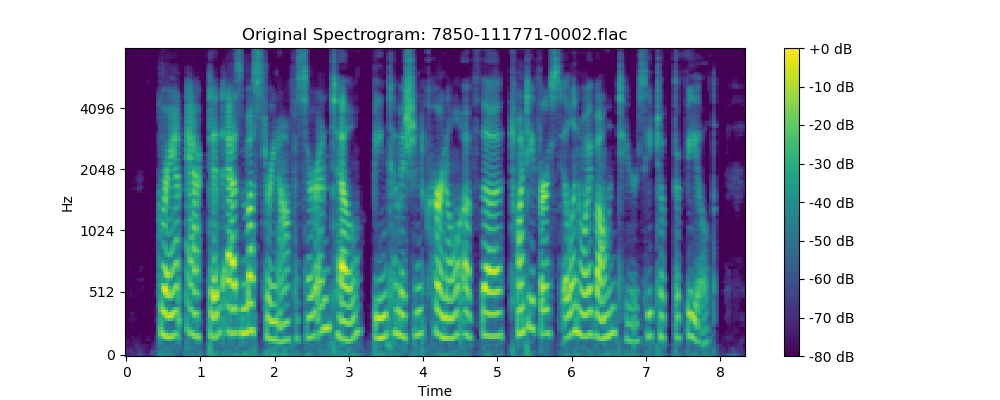 Original Spectrogram: 7850-111771-0002.flac
Hz
4096
2048
1024
512
0
0 1 2 3 4 5 6 7 8
Time
+0 dB
-10 dB
-20 dB
-30 dB
-40 dB
-50 dB
-60 dB
-70 dB
-80 dB